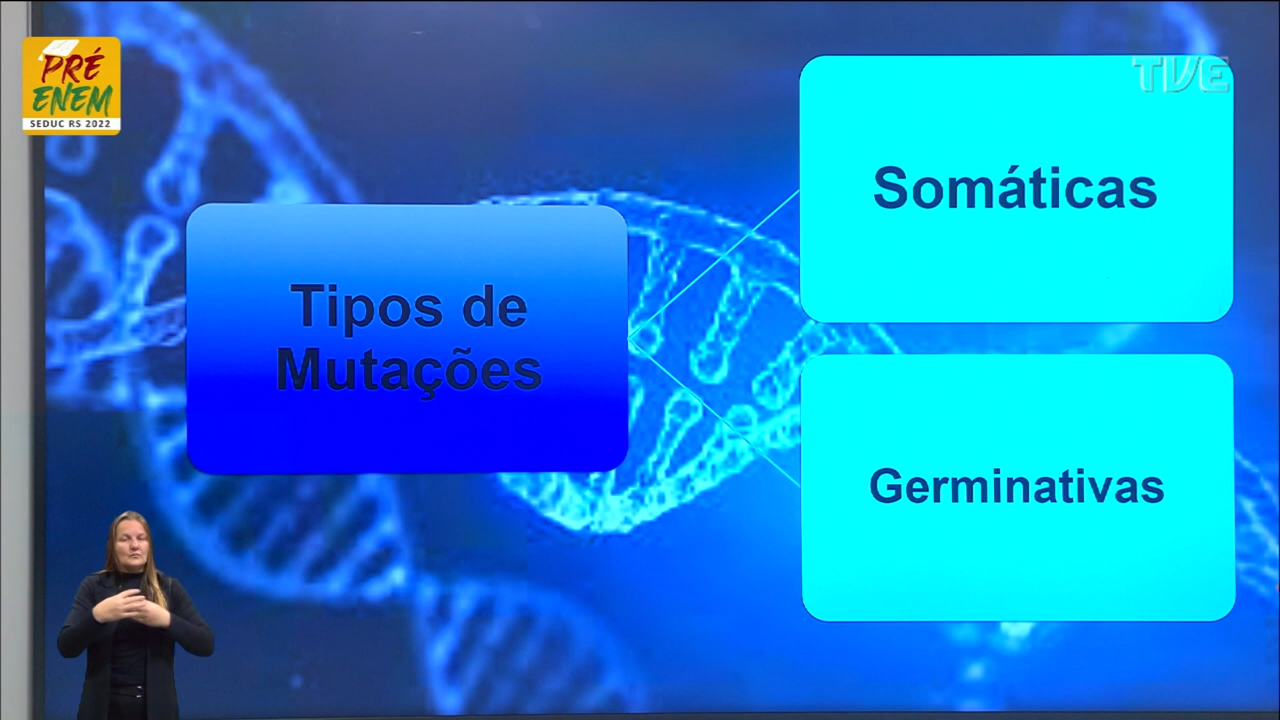 PRÉ
ENEM
SEDUC RS 2022
TVE
Somáticas
Tipos de
Mutações
Germinativas